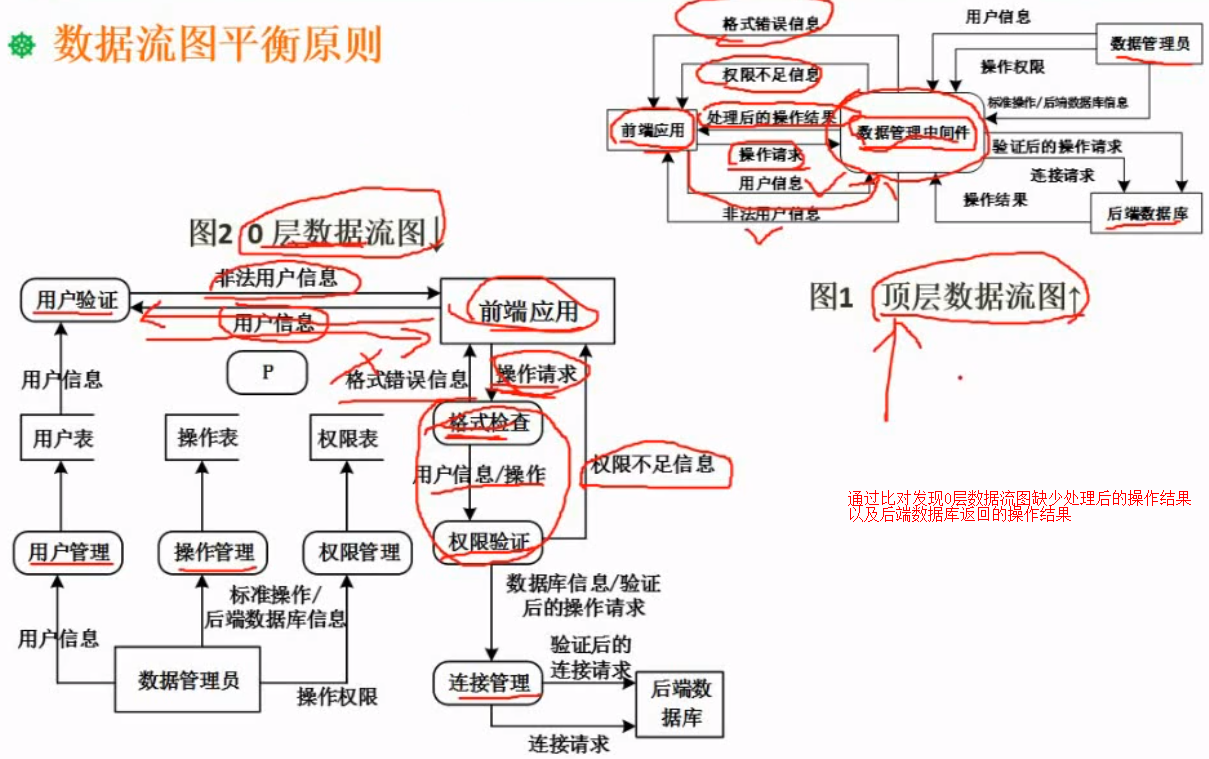 数据流图平衡原则
格式错误信息
用户信息
数据管理员
权限不足信息
操作权限
标准操作/后端数据库信息
前端应用
处理后的操作结果
数据管理中间件
操作请求
验证后的操作请求
用户信息
连接请求
操作结果
非法用户信息
后端数据库
图2 0 层数据流图↓
图1 顶层数据流图↑
非法用户信息
用户验证
前端应用
用户信息
P
用户信息
格式错误信息
操作请求
用户表
操作表
权限表
格式检查
用户信息/操作
权限不足信息
通过比对发现0层数据流图缺少处理后的操作结果
以及后端数据库返回的操作结果
用户管理
操作管理
权限管理
权限验证
标准操作/
后端数据库信息
数据库信息/验证
后的操作请求
用户信息
数据管理员
操作权限
验证后的
连接请求
连接管理
后端数
据库
连接请求